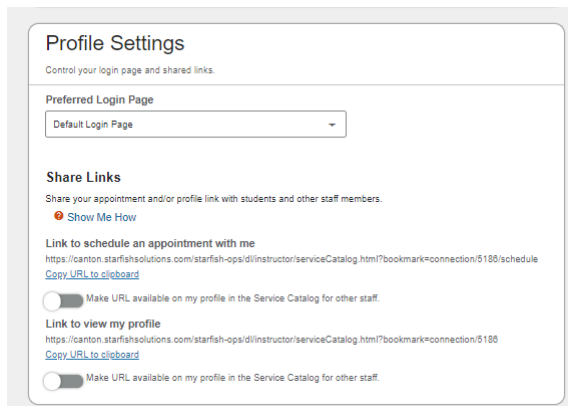 Profile Settings
Control your login page and shared links.
Preferred Login Page
Default Login Page
Share Links
Share your appointment and/or profile link with students and other staff members.
Show Me How
Link to schedule an appointment with me
https://canton.starfishsolutions.com/starfish-ops/dl/instructor/serviceCatalog.html?bookmark=connection/5186/schedule
Copy URL to clipboard
Make URL available on my profile in the Service Catalog for other staff.
Link to view my profile
https://canton.starfishsolutions.com/starfish-ops/dl/instructor/serviceCatalog.html?bookmark=connection/5186
Copy URL to clipboard
Make URL available on my profile in the Service Catalog for other staff.